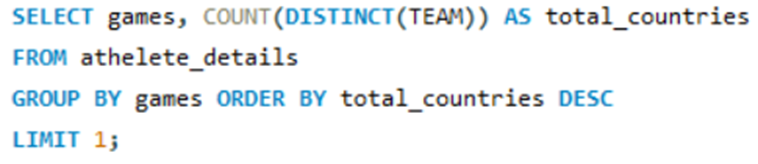 SELECT games, COUNT(DISTINCT(TEAM)) AS total_countries
FROM athelete_details
GROUP BY games ORDER BY total_countries DESC
LIMIT 1;